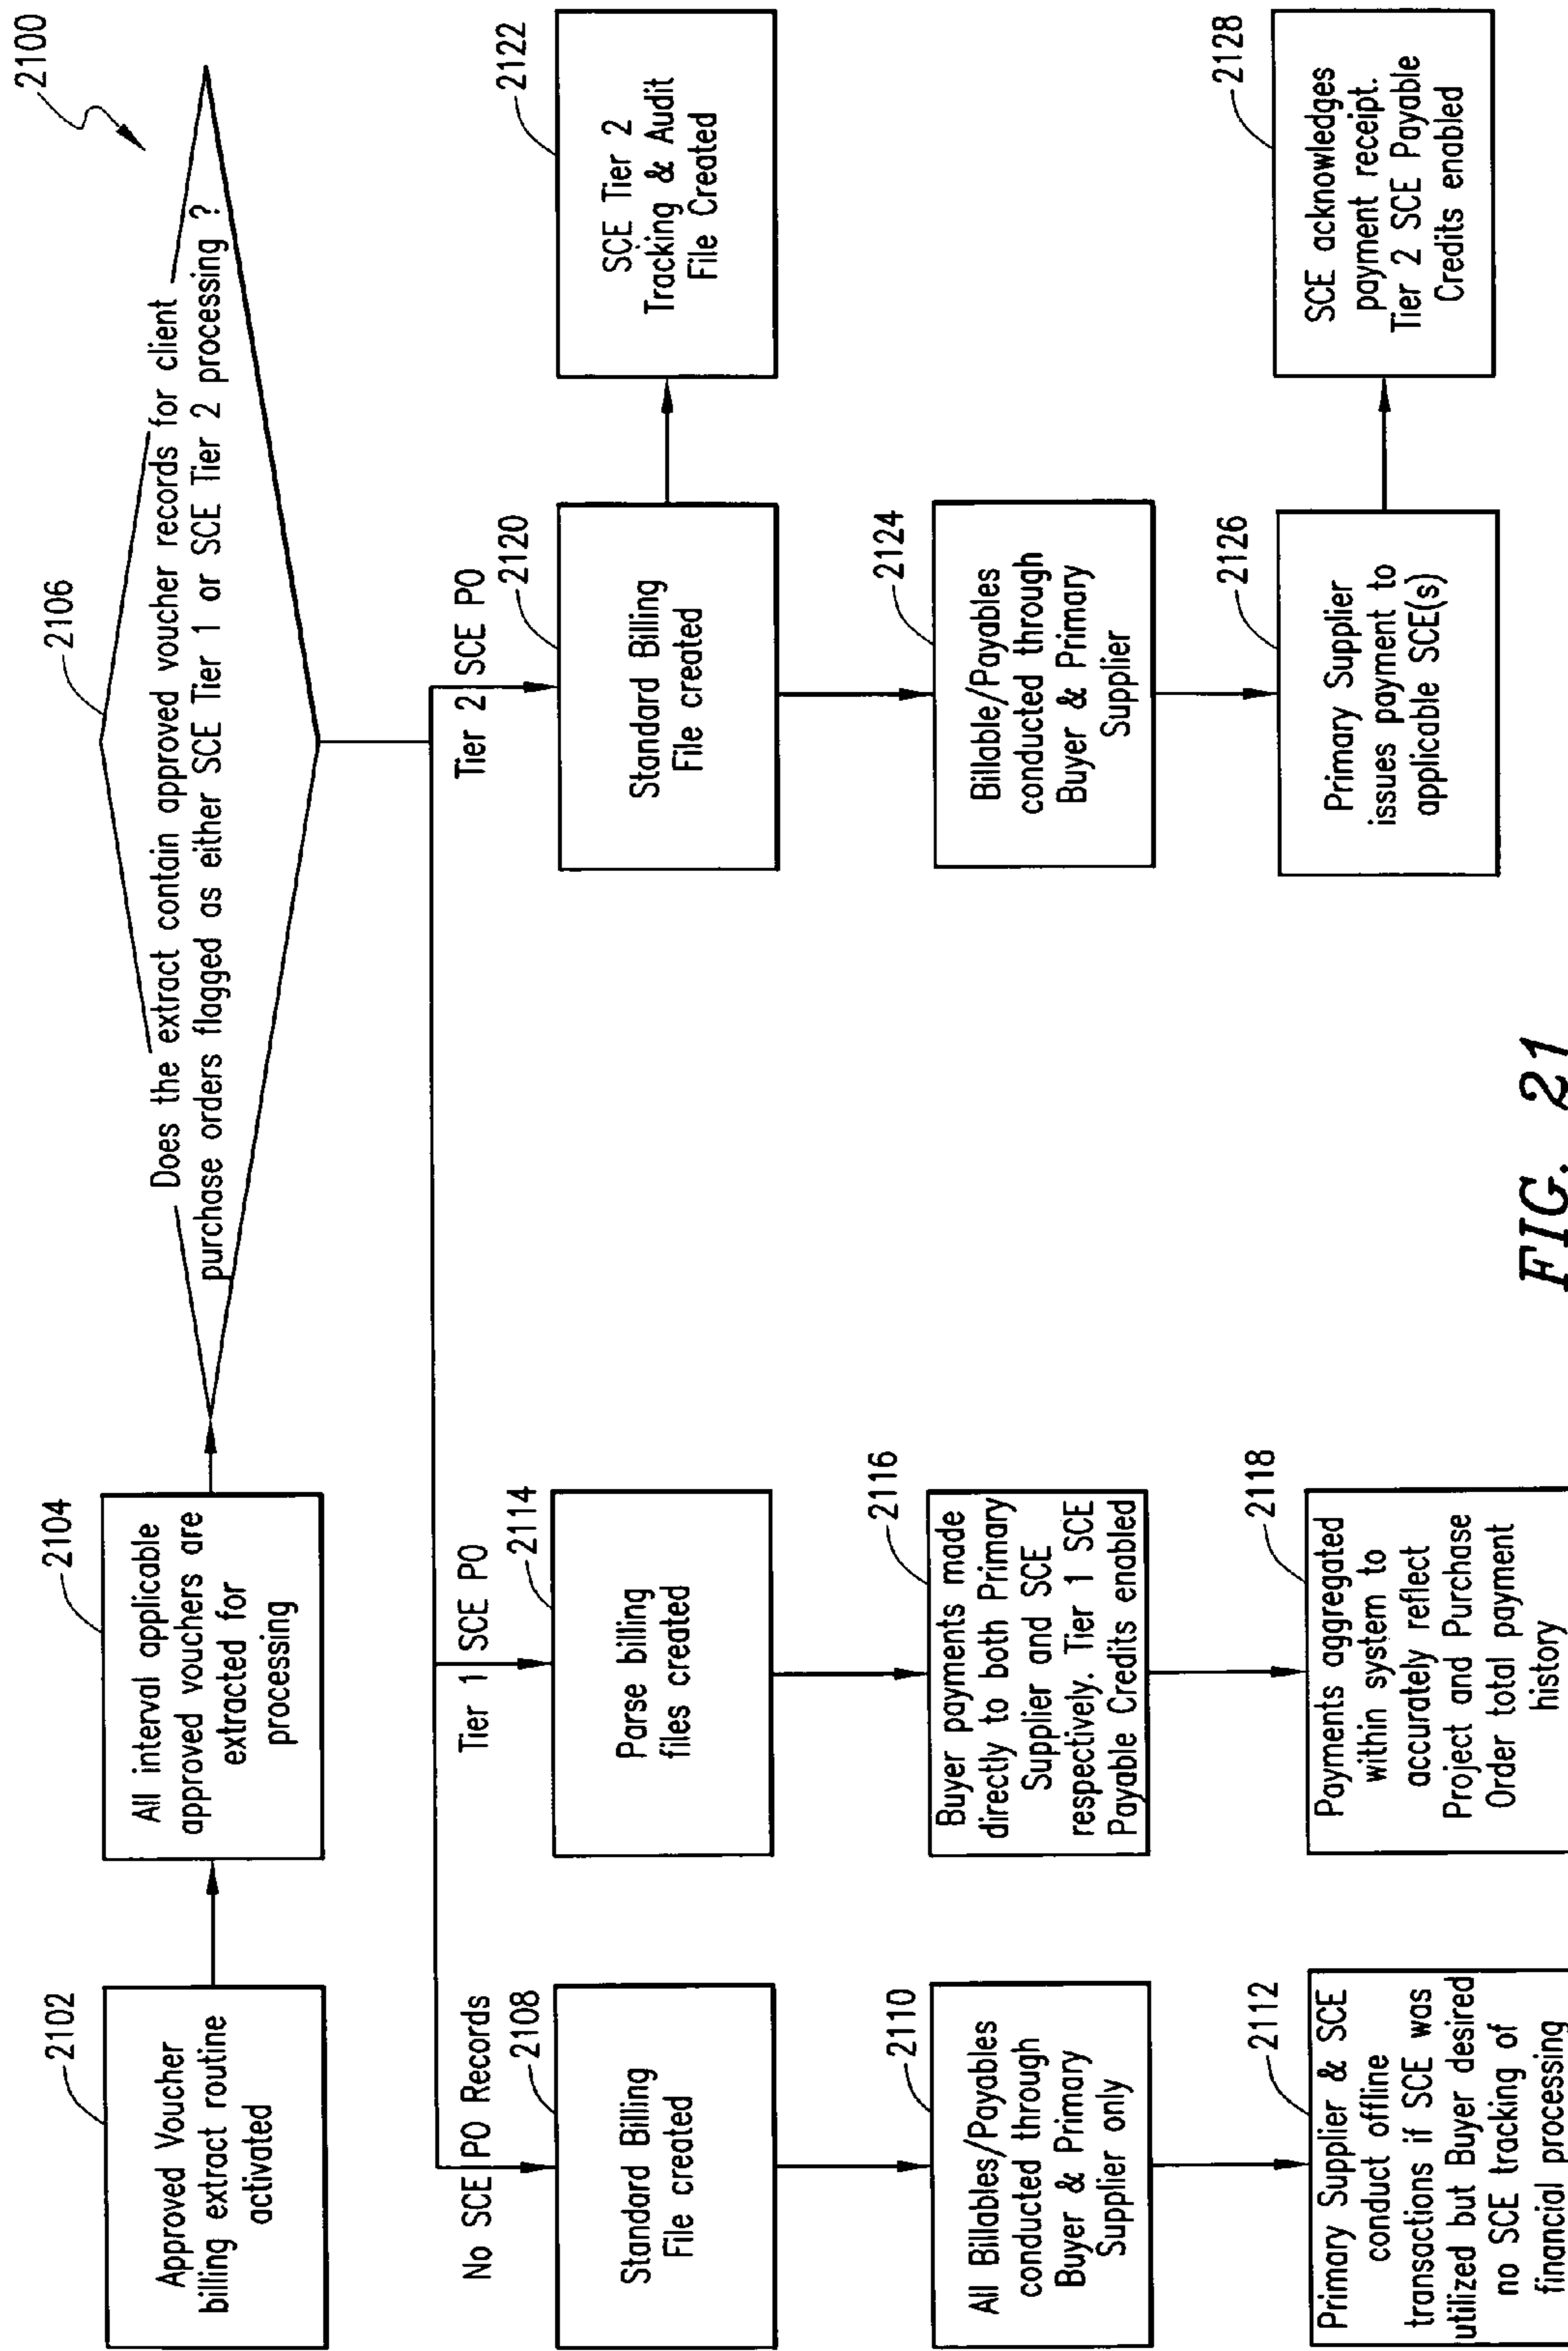 2100
2102
Approved Voucher
billing extract routine
activated
2104
All interval applicable
approved vouchers are
extracted for
processing
2106
Does the extract contain approved voucher records for client
purchase orders flagged as either SCE Tier 1 or SCE Tier 2 processing ?
No SCE PO Records
2108
Standard Billing
File created
2110
All Billables/Payables
conducted through
Buyer & Primary
Supplier only
2112
Primary Supplier & SCE
conduct offline
transactions if SCE was
utilized but Buyer desired
no SCE tracking of
financial processing
Tier 1 SCE PO
2114
Parse billing
files created
2116
Buyer payments made
directly to both Primary
Supplier and SCE
respectively. Tier 1 SCE
Payable Credits enabled
2118
Payments aggregated
within system to
accurately reflect
Project and Purchase
Order total payment
history
Tier 2 SCE PO
2120
Standard Billing
File created
2122
SCE Tier 2
Tracking & Audit
File Created
2124
Billable/Payables
conducted through
Buyer & Primary
Supplier
2126
Primary Supplier
issues payment to
applicable SCE(s)
2128
SCE acknowledges
payment receipt.
Tier 2 SCE Payable
Credits enabled
FIG. 21